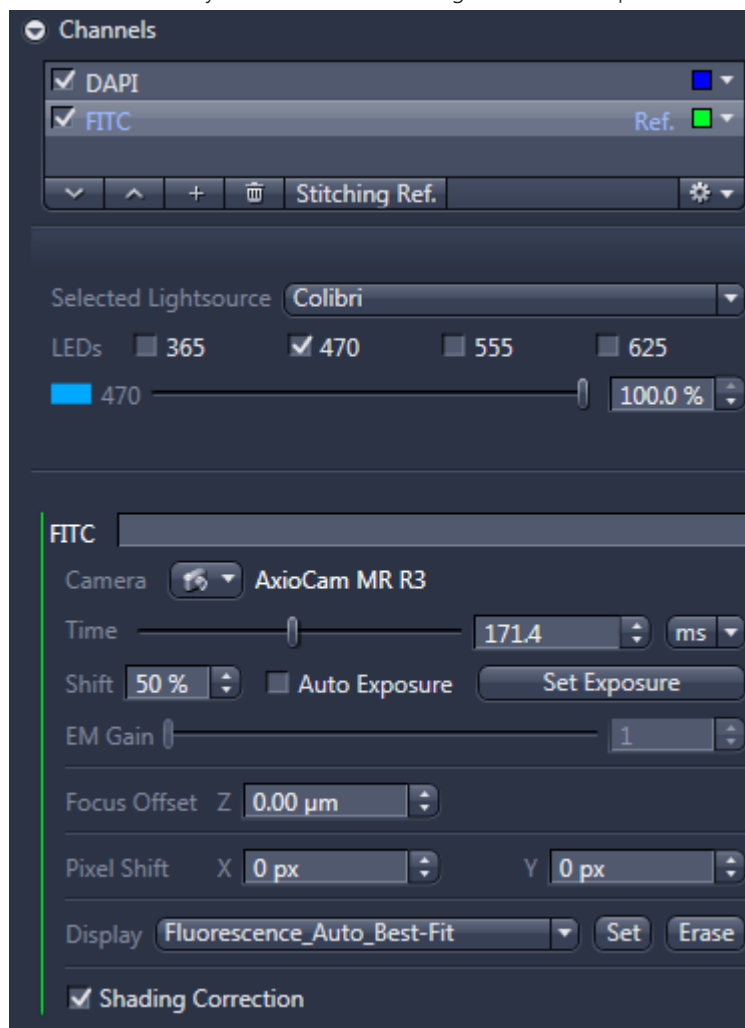 Channels
DAPI
FITC Ref.
+ Stitching Ref.
Selected Lightsource Colibri
LEDs 365 470 555 625
470 100.0 %
FITC
Camera AxioCam MR R3
Time 171.4 ms
Shift 50 % Auto Exposure Set Exposure
EM Gain 1
Focus Offset Z 0.00 µm
Pixel Shift X 0 px Y 0 px
Display Fluorescence_Auto_Best-Fit Set Erase
Shading Correction